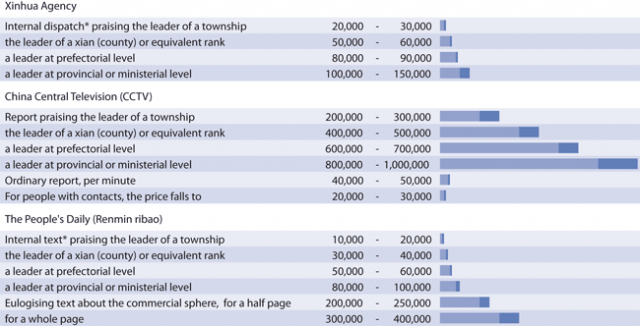 Xinhua Agency
Internal dispatch* praising the leader of a township 20,000 - 30,000
the leader of a xian (county) or equivalent rank 50,000 - 60,000
a leader at prefectorial level 80,000 - 90,000
a leader at provincial or ministerial level 100,000 - 150,000
China Central Television (CCTV)
Report praising the leader of a township 200,000 - 300,000
the leader of a xian (county) or equivalent rank 400,000 - 500,000
a leader at prefectorial level 600,000 - 700,000
a leader at provincial or ministerial level 800,000 - 1,000,000
Ordinary report, per minute 40,000 - 50,000
For people with contacts, the price falls to 20,000 - 30,000
The People's Daily (Renmin ribao)
Internal text* praising the leader of a township 10,000 - 20,000
the leader of a xian (county) or equivalent rank 30,000 - 40,000
a leader at prefectorial level 50,000 - 60,000
a leader at provincial or ministerial level 80,000 - 100,000
Eulogising text about the commercial sphere, for a half page 200,000 - 250,000
for a whole page 300,000 - 400,000